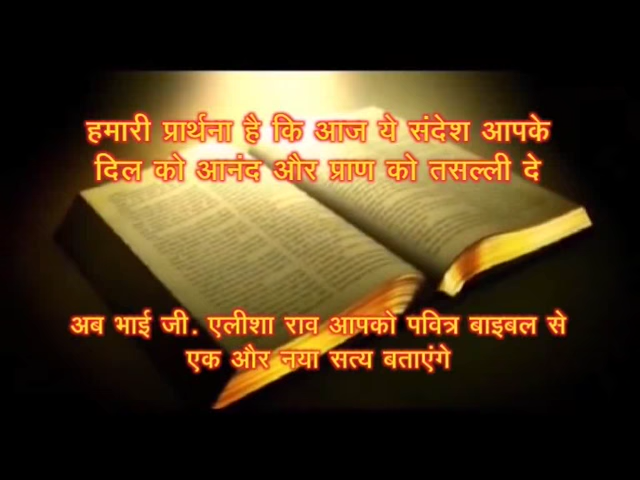 हमारी प्रार्थना है कि आज ये संदेश आपके
दिल को आनंद और प्राण को तसल्ली दे
अब भाई जी. एलीशा राव आपको पवित्र बाइबल से
एक और नया सत्य बताएंगे